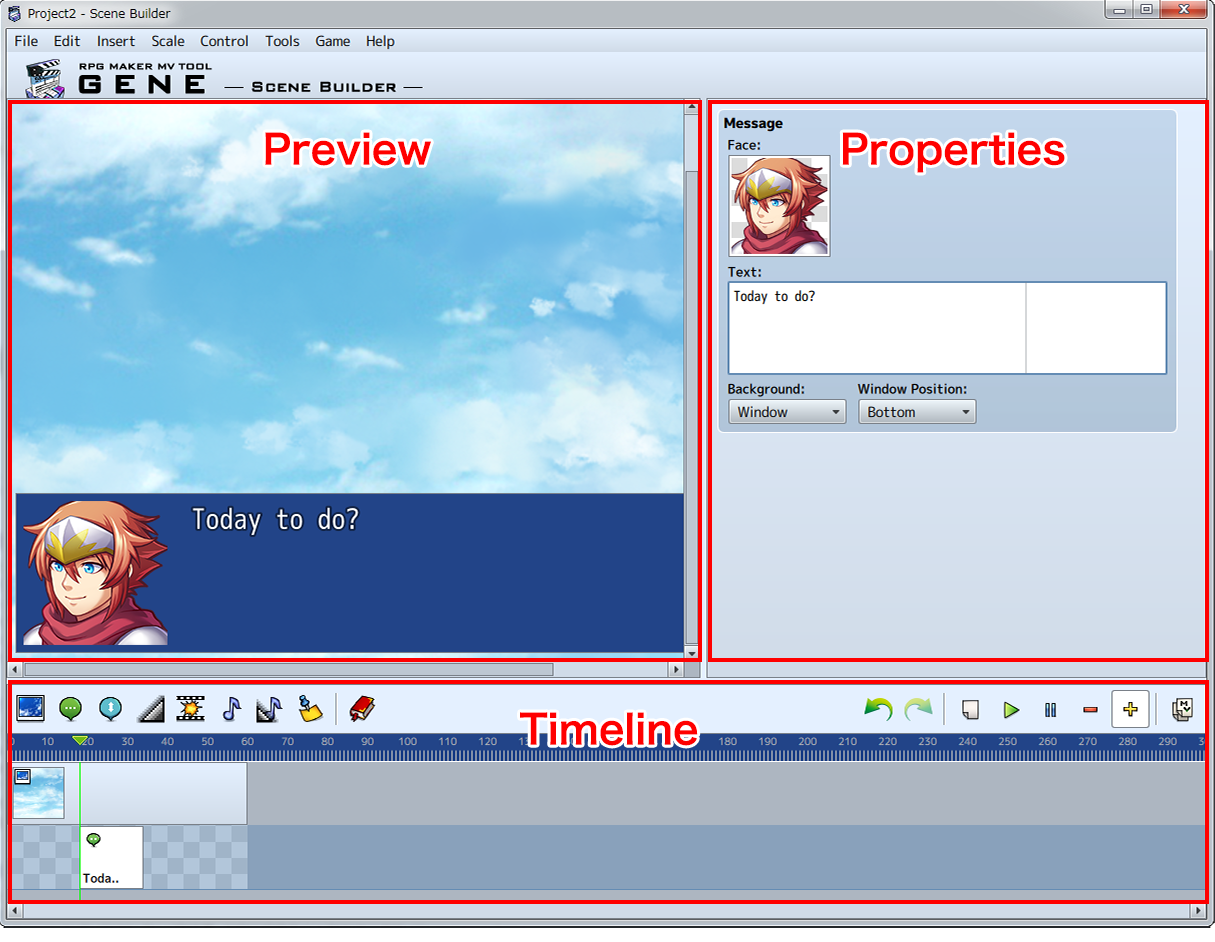 Project2 - Scene Builder
File Edit Insert Scale Control Tools Game Help
RPG MAKER MV TOOL
GENE — SCENE BUILDER —
Preview
Today to do?
Properties
Message
Face:
Text:
Today to do?
Background: Window Position:
Window Bottom
Timeline
M
10 20 30 40 50 60 70 80 90 100 110 120 180 190 200 210 220 230 240 250 260 270 280 290
Toda..